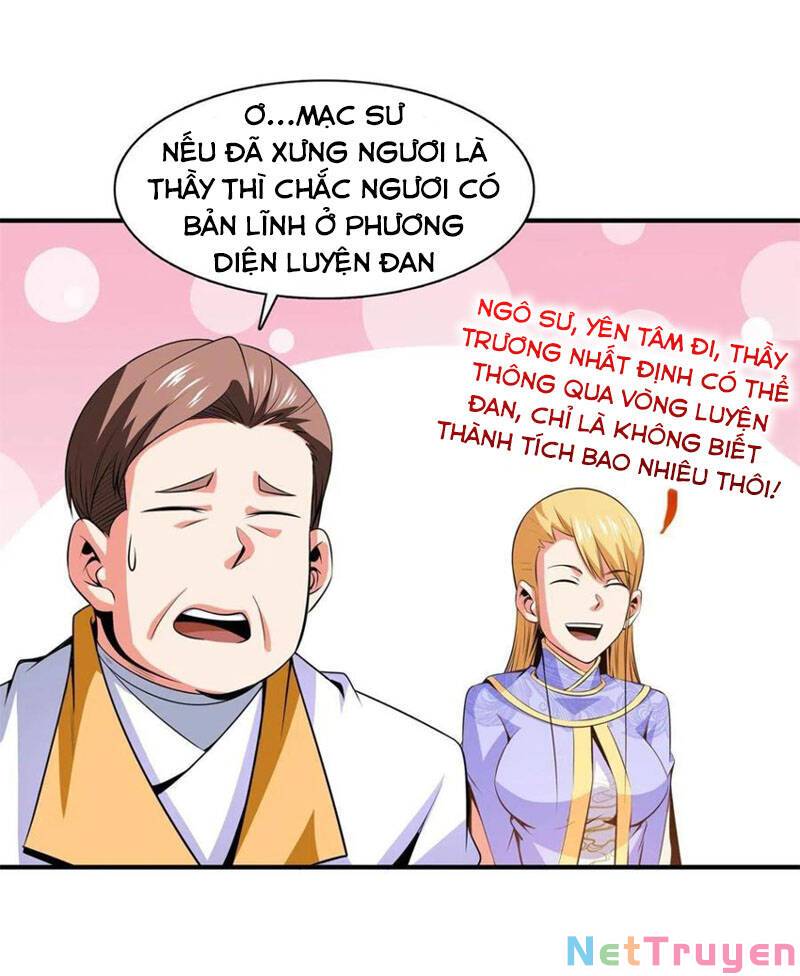 Ơ...MẠC SƯ
NẾU ĐÃ XƯNG NGƯƠI LÀ
THẦY THÌ CHẮC NGƯƠI CÓ
BẢN LĨNH Ở PHƯƠNG
DIỆN LUYỆN ĐAN
NGÔ SƯ, YÊN TÂM ĐI, THẦY
TRƯƠNG NHẤT ĐỊNH CÓ THỂ
THÔNG QUA VÒNG LUYỆN
ĐAN, CHỈ LÀ KHÔNG BIẾT
THÀNH TÍCH BAO NHIÊU THÔI!
NetTruyen